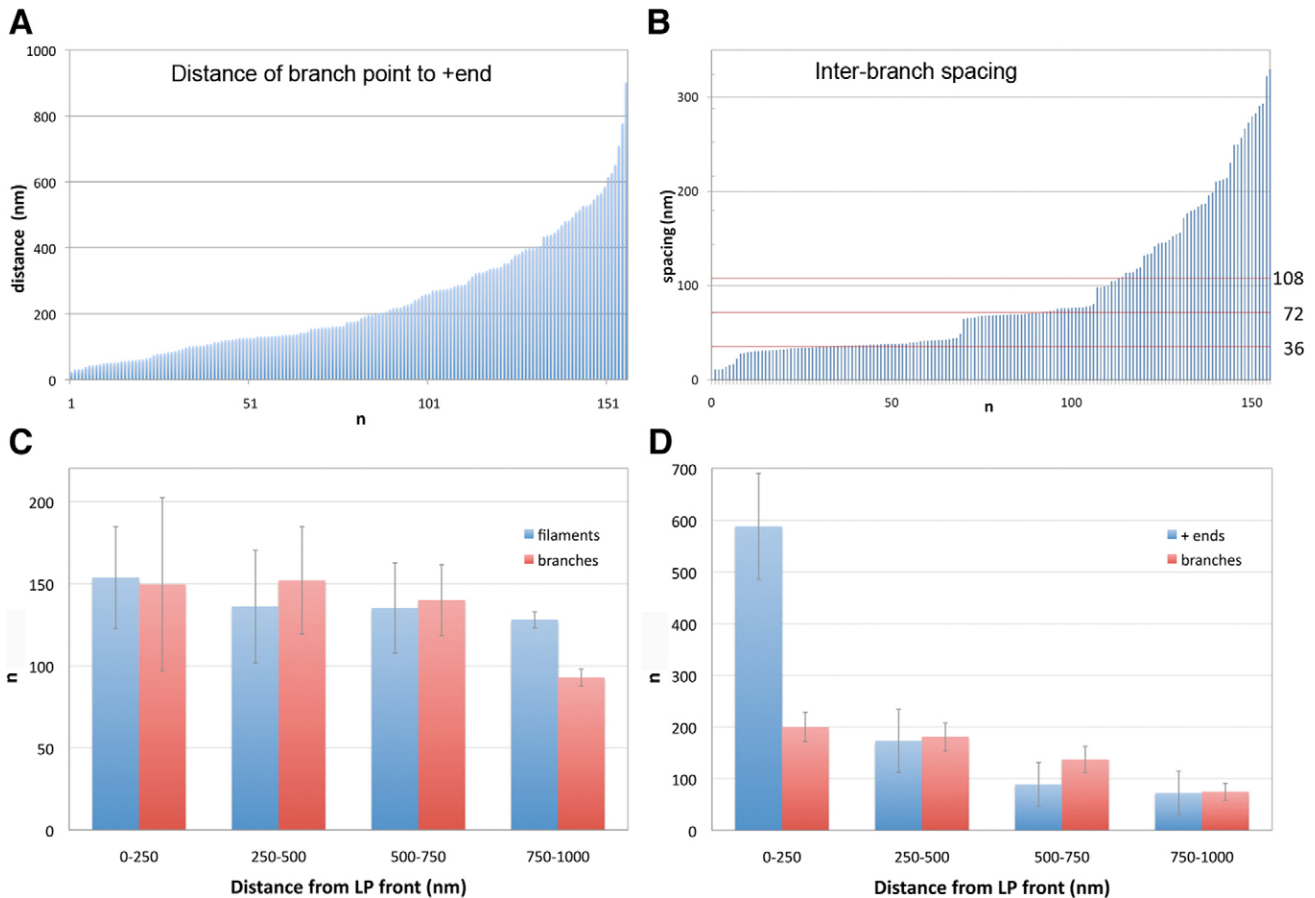 A
Distance of branch point to +end
1000
800
600
400
200
0
distance (nm)
1 51 101 151
n
B
Inter-branch spacing
300
200
100
0
spacing (nm)
108
72
36
0 50 100 150
n
C
200
150
100
50
0
n
filaments
branches
0-250 250-500 500-750 750-1000
Distance from LP front (nm)
D
700
600
500
400
300
200
100
0
n
+ ends
branches
0-250 250-500 500-750 750-1000
Distance from LP front (nm)